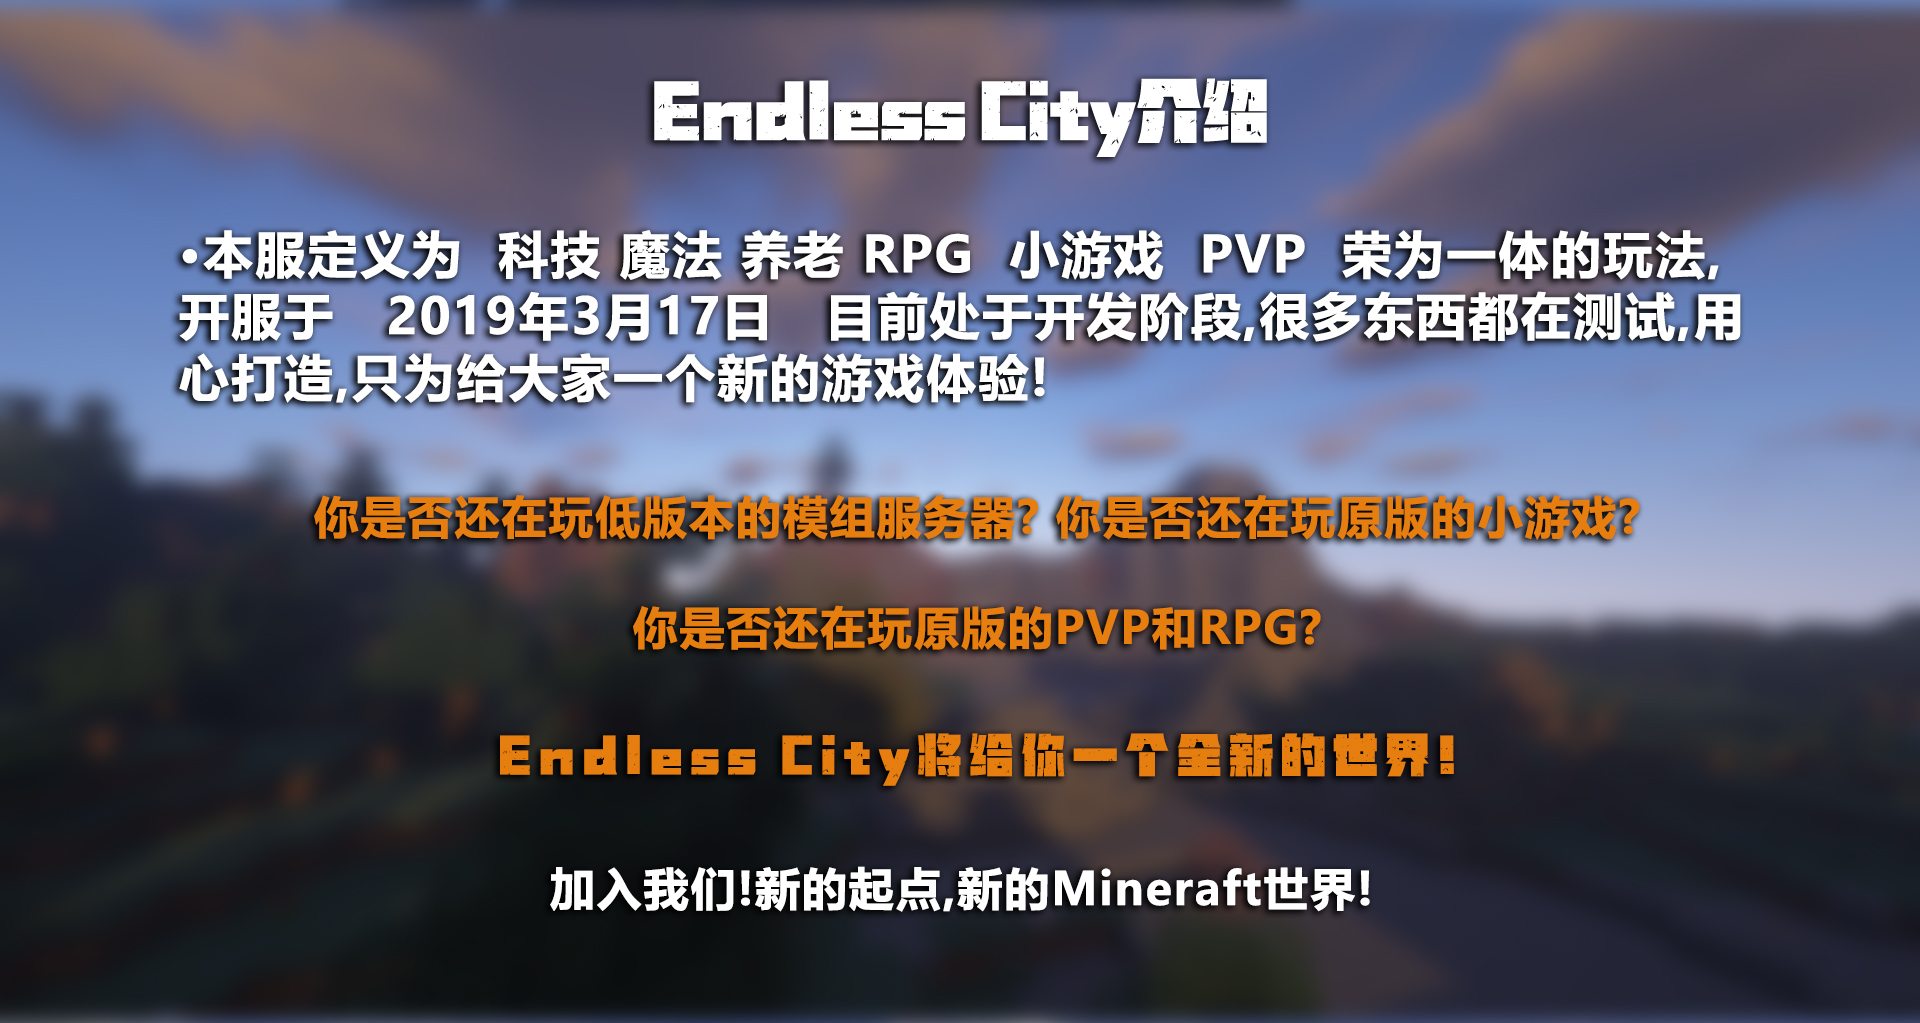 Endless City介绍
•本服定义为 科技 魔法 养老 RPG 小游戏 PVP 荣为一体的玩法,
开服于 2019年3月17日 目前处于开发阶段,很多东西都在测试,用
心打造,只为给大家一个新的游戏体验!
你是否还在玩低版本的模组服务器? 你是否还在玩原版的小游戏?
你是否还在玩原版的PVP和RPG?
Endless City将给你一个全新的世界!
加入我们!新的起点,新的Mineraft世界!